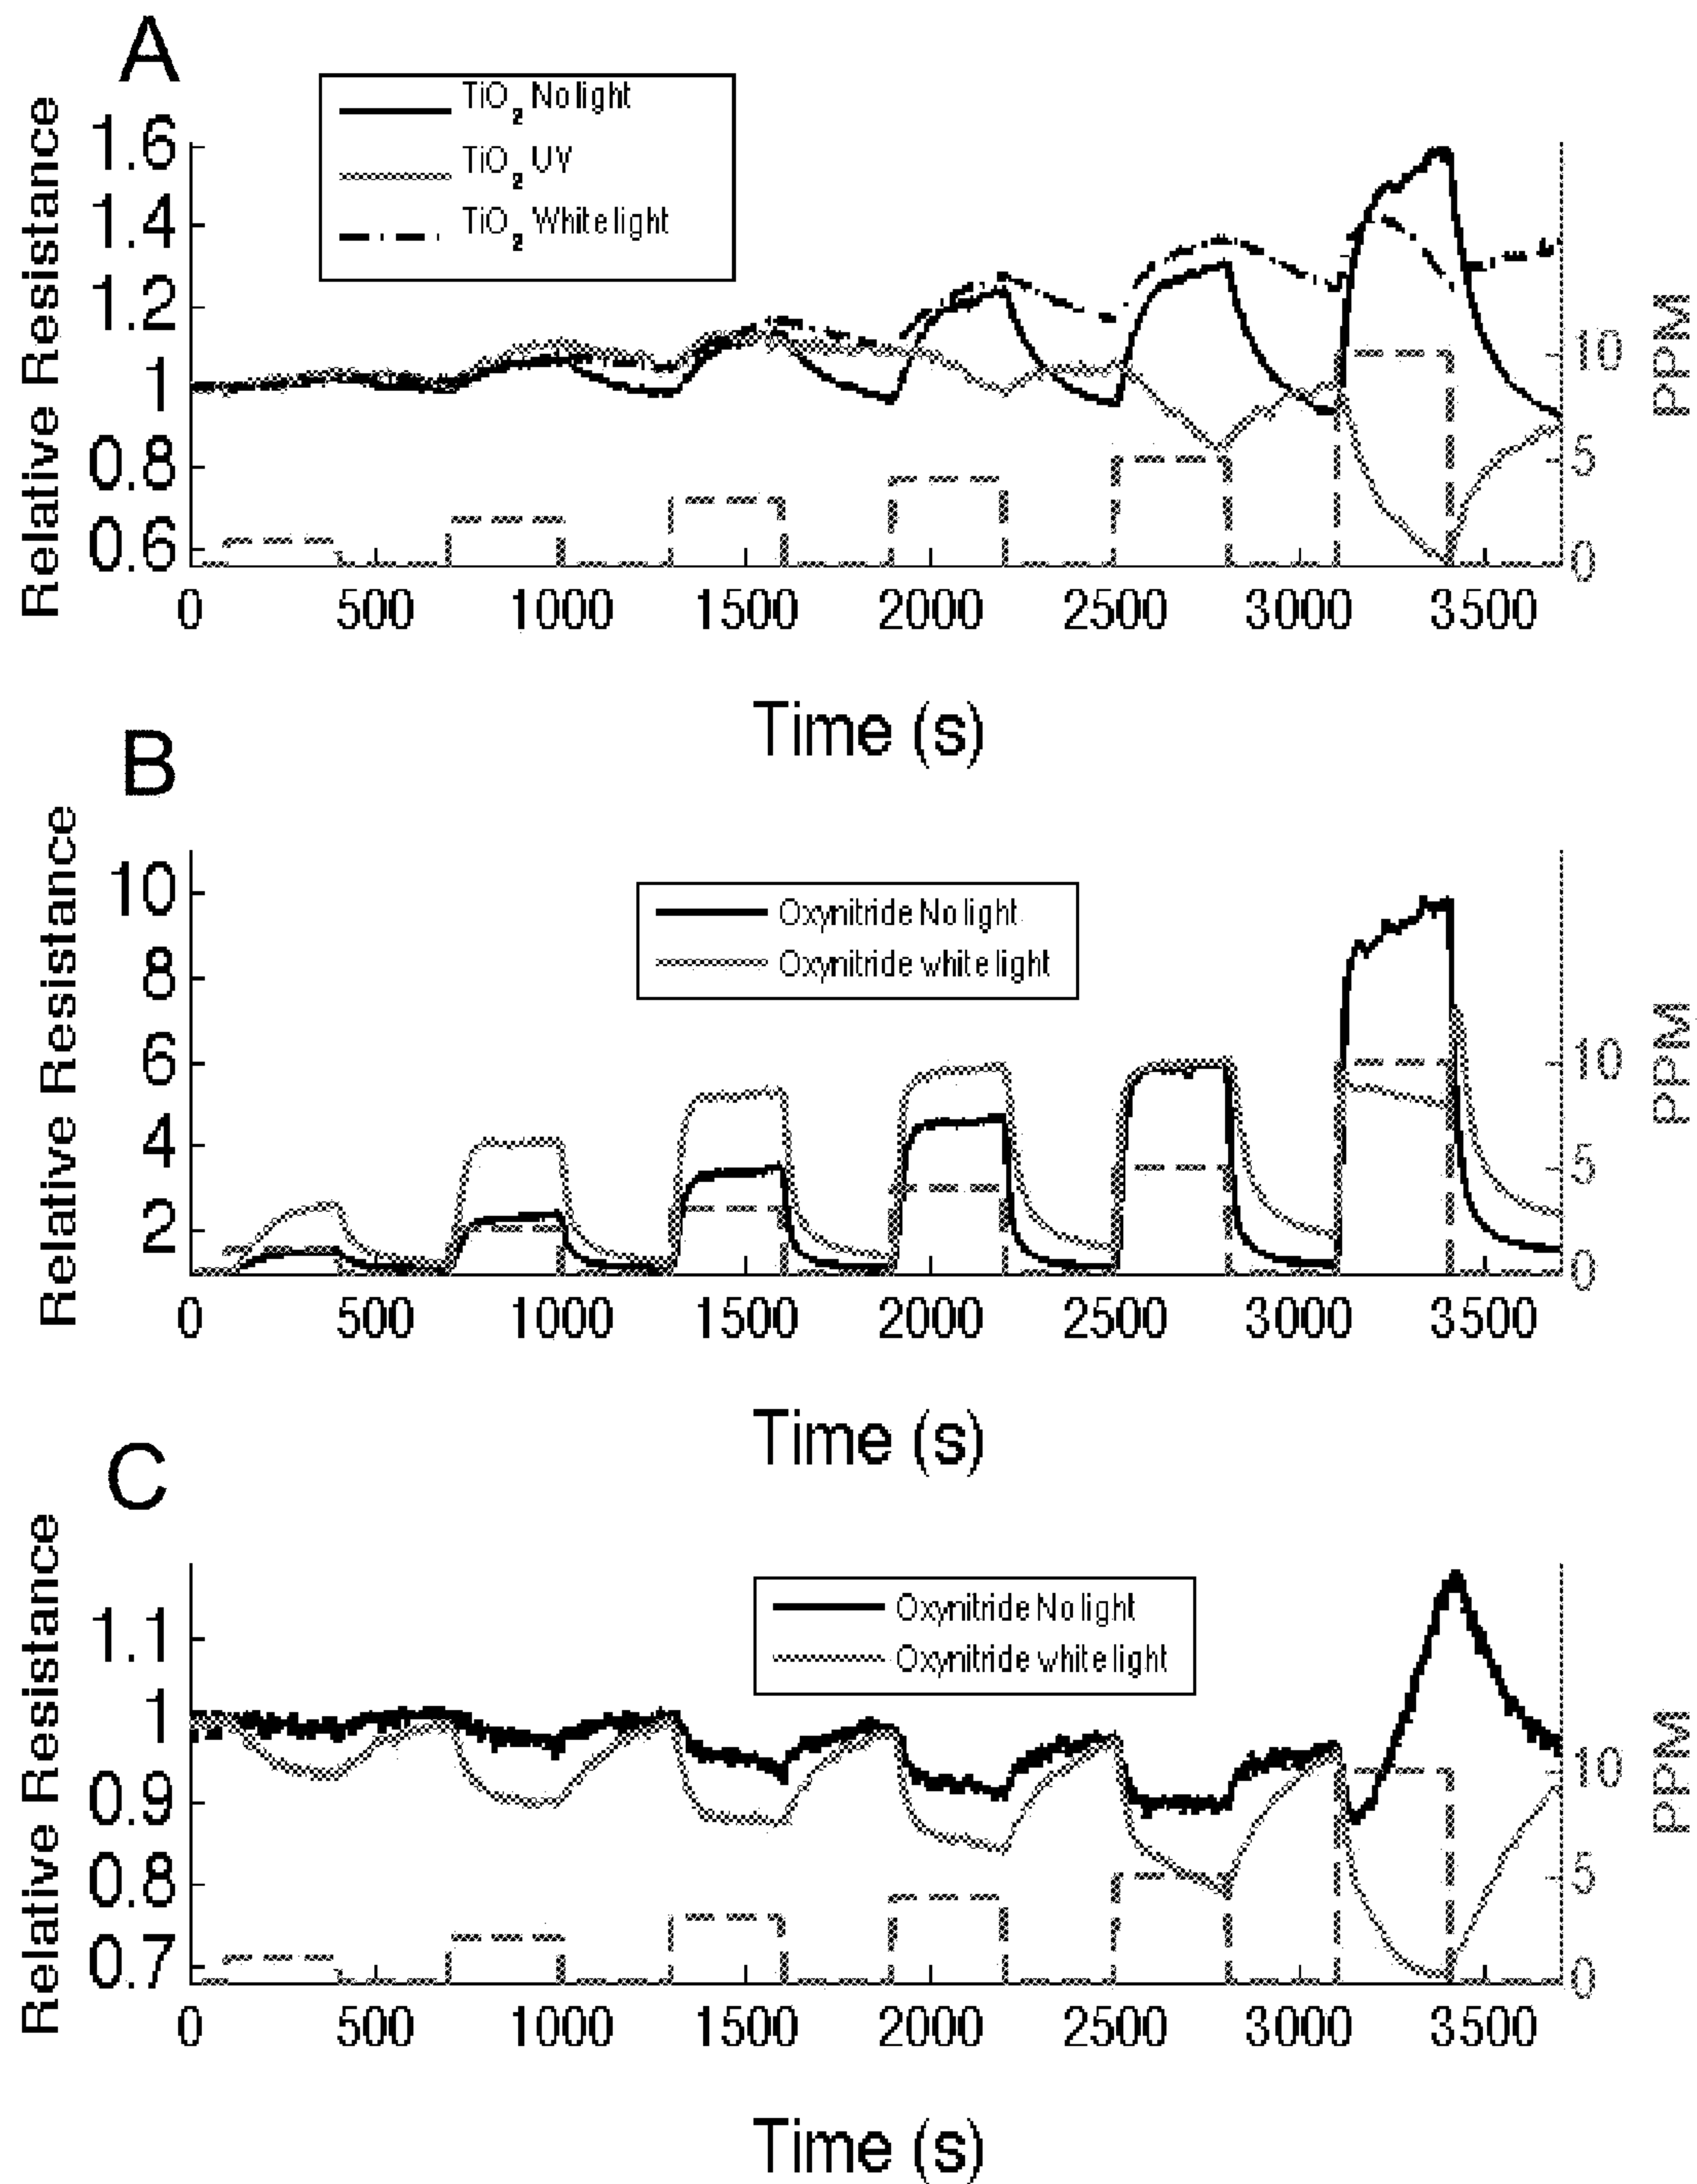 A
TiO2 No light
TiO2 UV
TiO2 White light
Relative Resistance
1.6
1.4
1.2
1
0.8
0.6
10
5
0
PPM
0 500 1000 1500 2000 2500 3000 3500
Time (s)
B
Oxynitride No light
Oxynitride white light
Relative Resistance
10
8
6
4
2
10
5
0
PPM
0 500 1000 1500 2000 2500 3000 3500
Time (s)
C
Oxynitride No light
Oxynitride white light
Relative Resistance
1.1
1
0.9
0.8
0.7
10
5
0
PPM
0 500 1000 1500 2000 2500 3000 3500
Time (s)